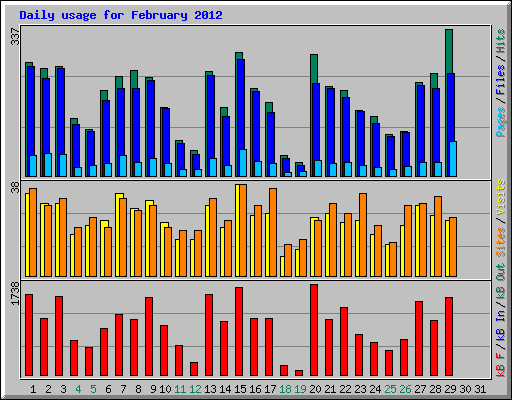 Daily usage for February 2012
337
Pages / Files / Hits
38
Sites / Visits
1738
kB F / kB In / kB Out
1 2 3 4 5 6 7 8 9 10 11 12 13 14 15 16 17 18 19 20 21 22 23 24 25 26 27 28 29 30 31